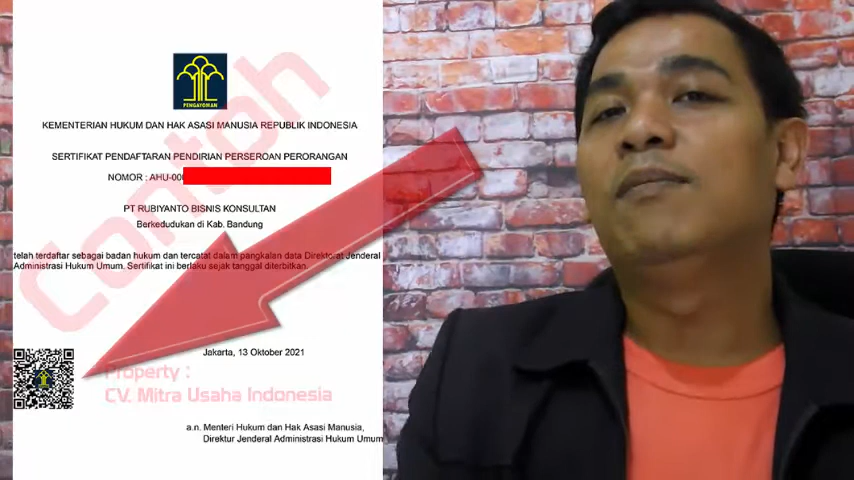 PENGAYOMAN
KEMENTERIAN HUKUM DAN HAK ASASI MANUSIA REPUBLIK INDONESIA
SERTIFIKAT PENDAFTARAN PENDIRIAN PERSEROAN PERORANGAN
NOMOR : AHU-00
PT RUBIYANTO BISNIS KONSULTAN
Berkedudukan di Kab. Bandung
telah terdaftar sebagai badan hukum dan tercatat dalam pangkalan data Direktorat Jenderal
Administrasi Hukum Umum. Sertifikat ini berlaku sejak tanggal diterbitkan.
Contoh
Jakarta, 13 Oktober 2021
Property :
CV. Mitra Usaha Indonesia
a.n. Menteri Hukum dan Hak Asasi Manusia,
Direktur Jenderal Administrasi Hukum Umum